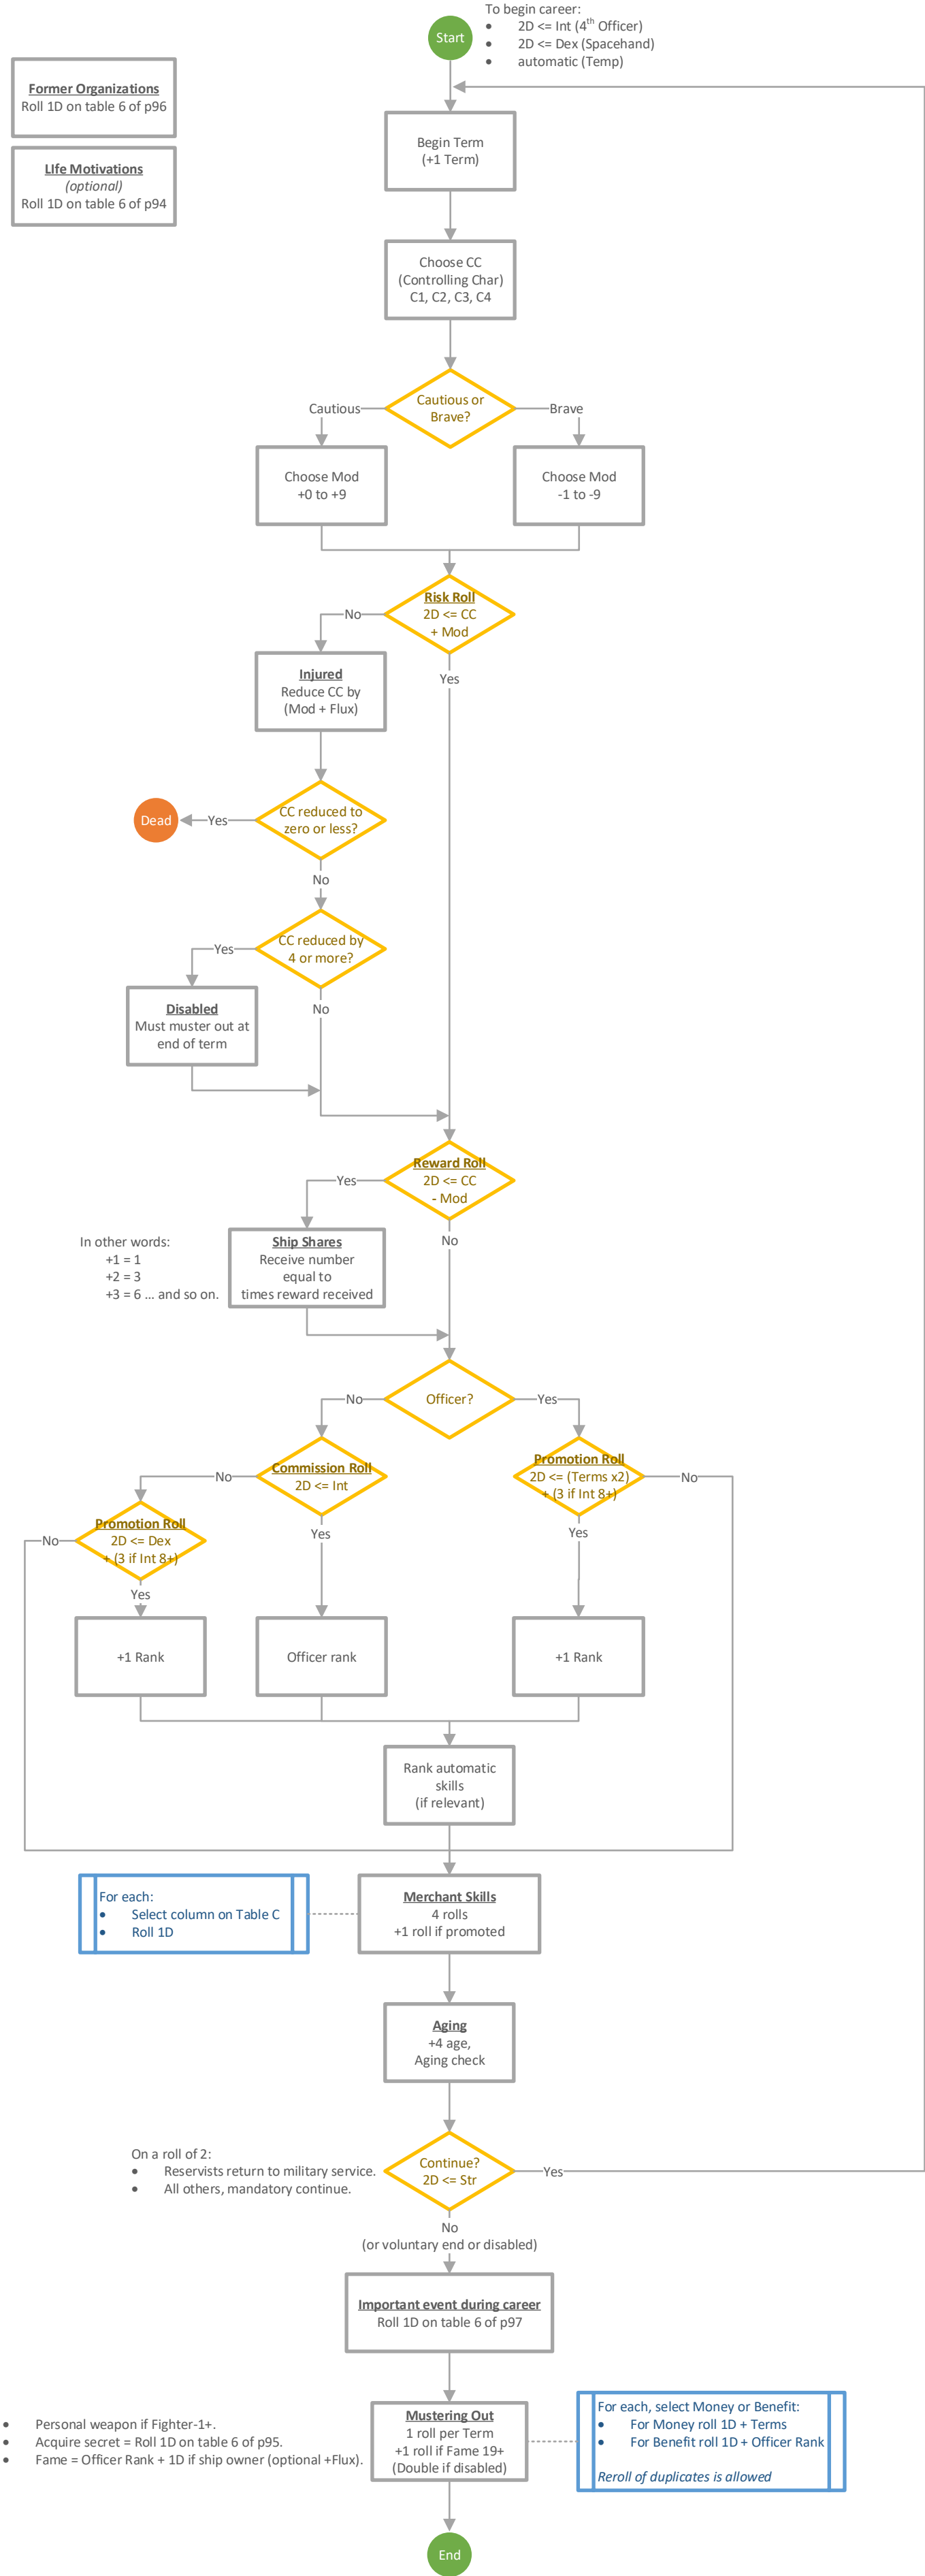 To begin career:
• 2D <= Int (4th Officer)
• 2D <= Dex (Spacehand)
• automatic (Temp)
Start
Former Organizations
Roll 1D on table 6 of p96
LIfe Motivations
(optional)
Roll 1D on table 6 of p94
Begin Term
(+1 Term)
Choose CC
(Controlling Char)
C1, C2, C3, C4
Cautious or
Brave?
Cautious
Brave
Choose Mod
+0 to +9
Choose Mod
-1 to -9
Risk Roll
2D <= CC
+ Mod
No
Yes
Injured
Reduce CC by
(Mod + Flux)
CC reduced to
zero or less?
Yes
Dead
No
CC reduced by
4 or more?
Yes
No
Disabled
Must muster out at
end of term
Reward Roll
2D <= CC
- Mod
Yes
No
In other words:
+1 = 1
+2 = 3
+3 = 6 ... and so on.
Ship Shares
Receive number
equal to
times reward received
Officer?
No
Yes
Commission Roll
2D <= Int
No
Yes
Promotion Roll
2D <= (Terms x2)
+ (3 if Int 8+)
No
Yes
Promotion Roll
2D <= Dex
+ (3 if Int 8+)
No
Yes
+1 Rank
Officer rank
+1 Rank
Rank automatic
skills
(if relevant)
For each:
• Select column on Table C
• Roll 1D
Merchant Skills
4 rolls
+1 roll if promoted
Aging
+4 age,
Aging check
On a roll of 2:
• Reservists return to military service.
• All others, mandatory continue.
Continue?
2D <= Str
Yes
No
(or voluntary end or disabled)
Important event during career
Roll 1D on table 6 of p97
• Personal weapon if Fighter-1+.
• Acquire secret = Roll 1D on table 6 of p95.
• Fame = Officer Rank + 1D if ship owner (optional +Flux).
Mustering Out
1 roll per Term
+1 roll if Fame 19+
(Double if disabled)
For each, select Money or Benefit:
• For Money roll 1D + Terms
• For Benefit roll 1D + Officer Rank
Reroll of duplicates is allowed
End